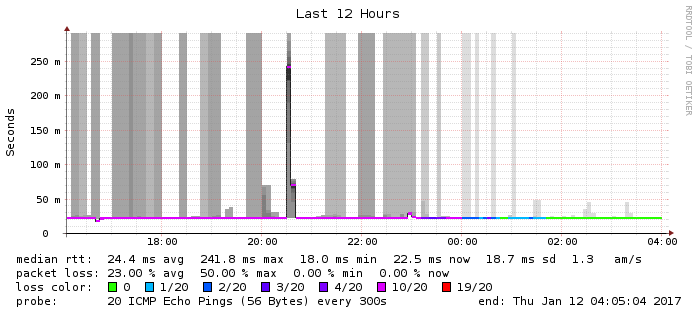 Last 12 Hours
RRDTOOL / TOBI OETIKER
Seconds
250 m
200 m
150 m
100 m
50 m
0
18:00 20:00 22:00 00:00 02:00 04:00
median rtt: 24.4 ms avg 241.8 ms max 18.0 ms min 22.5 ms now 18.7 ms sd 1.3 am/s
packet loss: 23.00 % avg 50.00 % max 0.00 % min 0.00 % now
loss color: 0 1/20 2/20 3/20 4/20 10/20 19/20
probe: 20 ICMP Echo Pings (56 Bytes) every 300s end: Thu Jan 12 04:05:04 2017